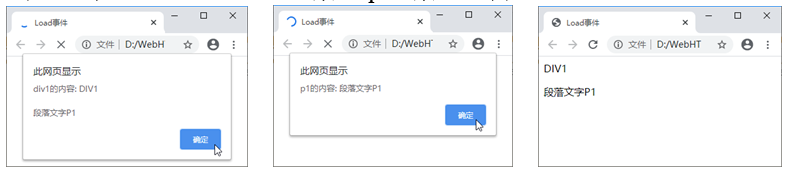 Load事件
文件 D:/WebH
此网页显示
div1的内容: DIV1
段落文字P1
确定
Load事件
文件 D:/WebH
此网页显示
p1的内容: 段落文字P1
确定
Load事件
文件 D:/WebHT
DIV1
段落文字P1